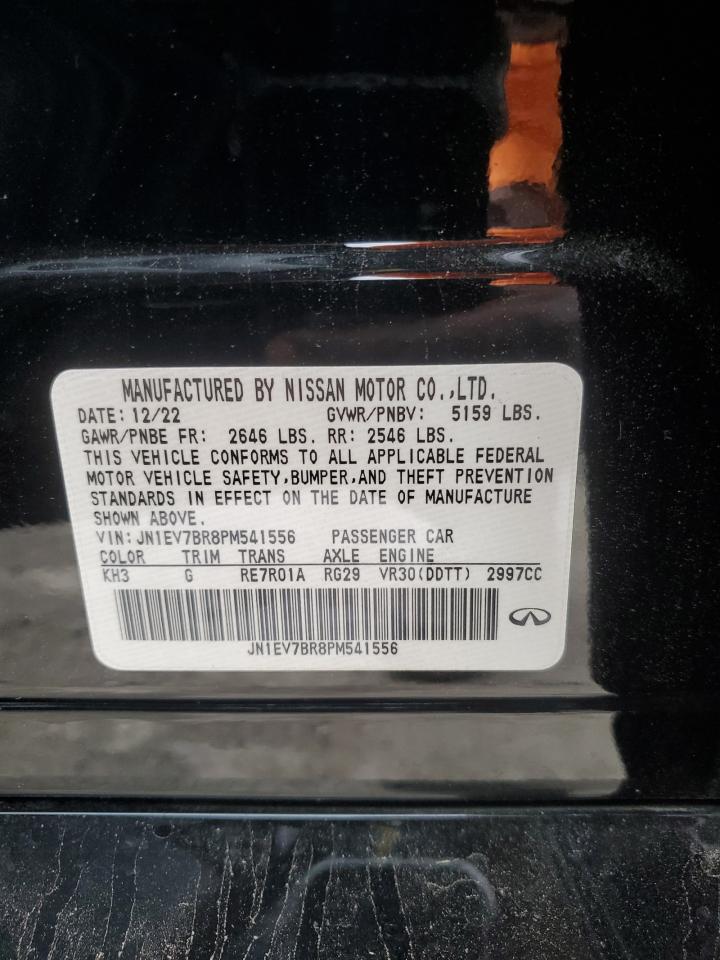 MANUFACTURED BY NISSAN MOTOR CO.,LTD.
DATE: 12/22 GVWR/PNBV: 5159 LBS.
GAWR/PNBE FR: 2646 LBS. RR: 2546 LBS.
THIS VEHICLE CONFORMS TO ALL APPLICABLE FEDERAL
MOTOR VEHICLE SAFETY,BUMPER,AND THEFT PREVENTION
STANDARDS IN EFFECT ON THE DATE OF MANUFACTURE
SHOWN ABOVE.
VIN:JN1EV7BR8PM541556 PASSENGER CAR
COLOR TRIM TRANS AXLE ENGINE
KH3 G RE7R01A RG29 VR30(DDTT) 2997CC
JN1EV7BR8PM541556